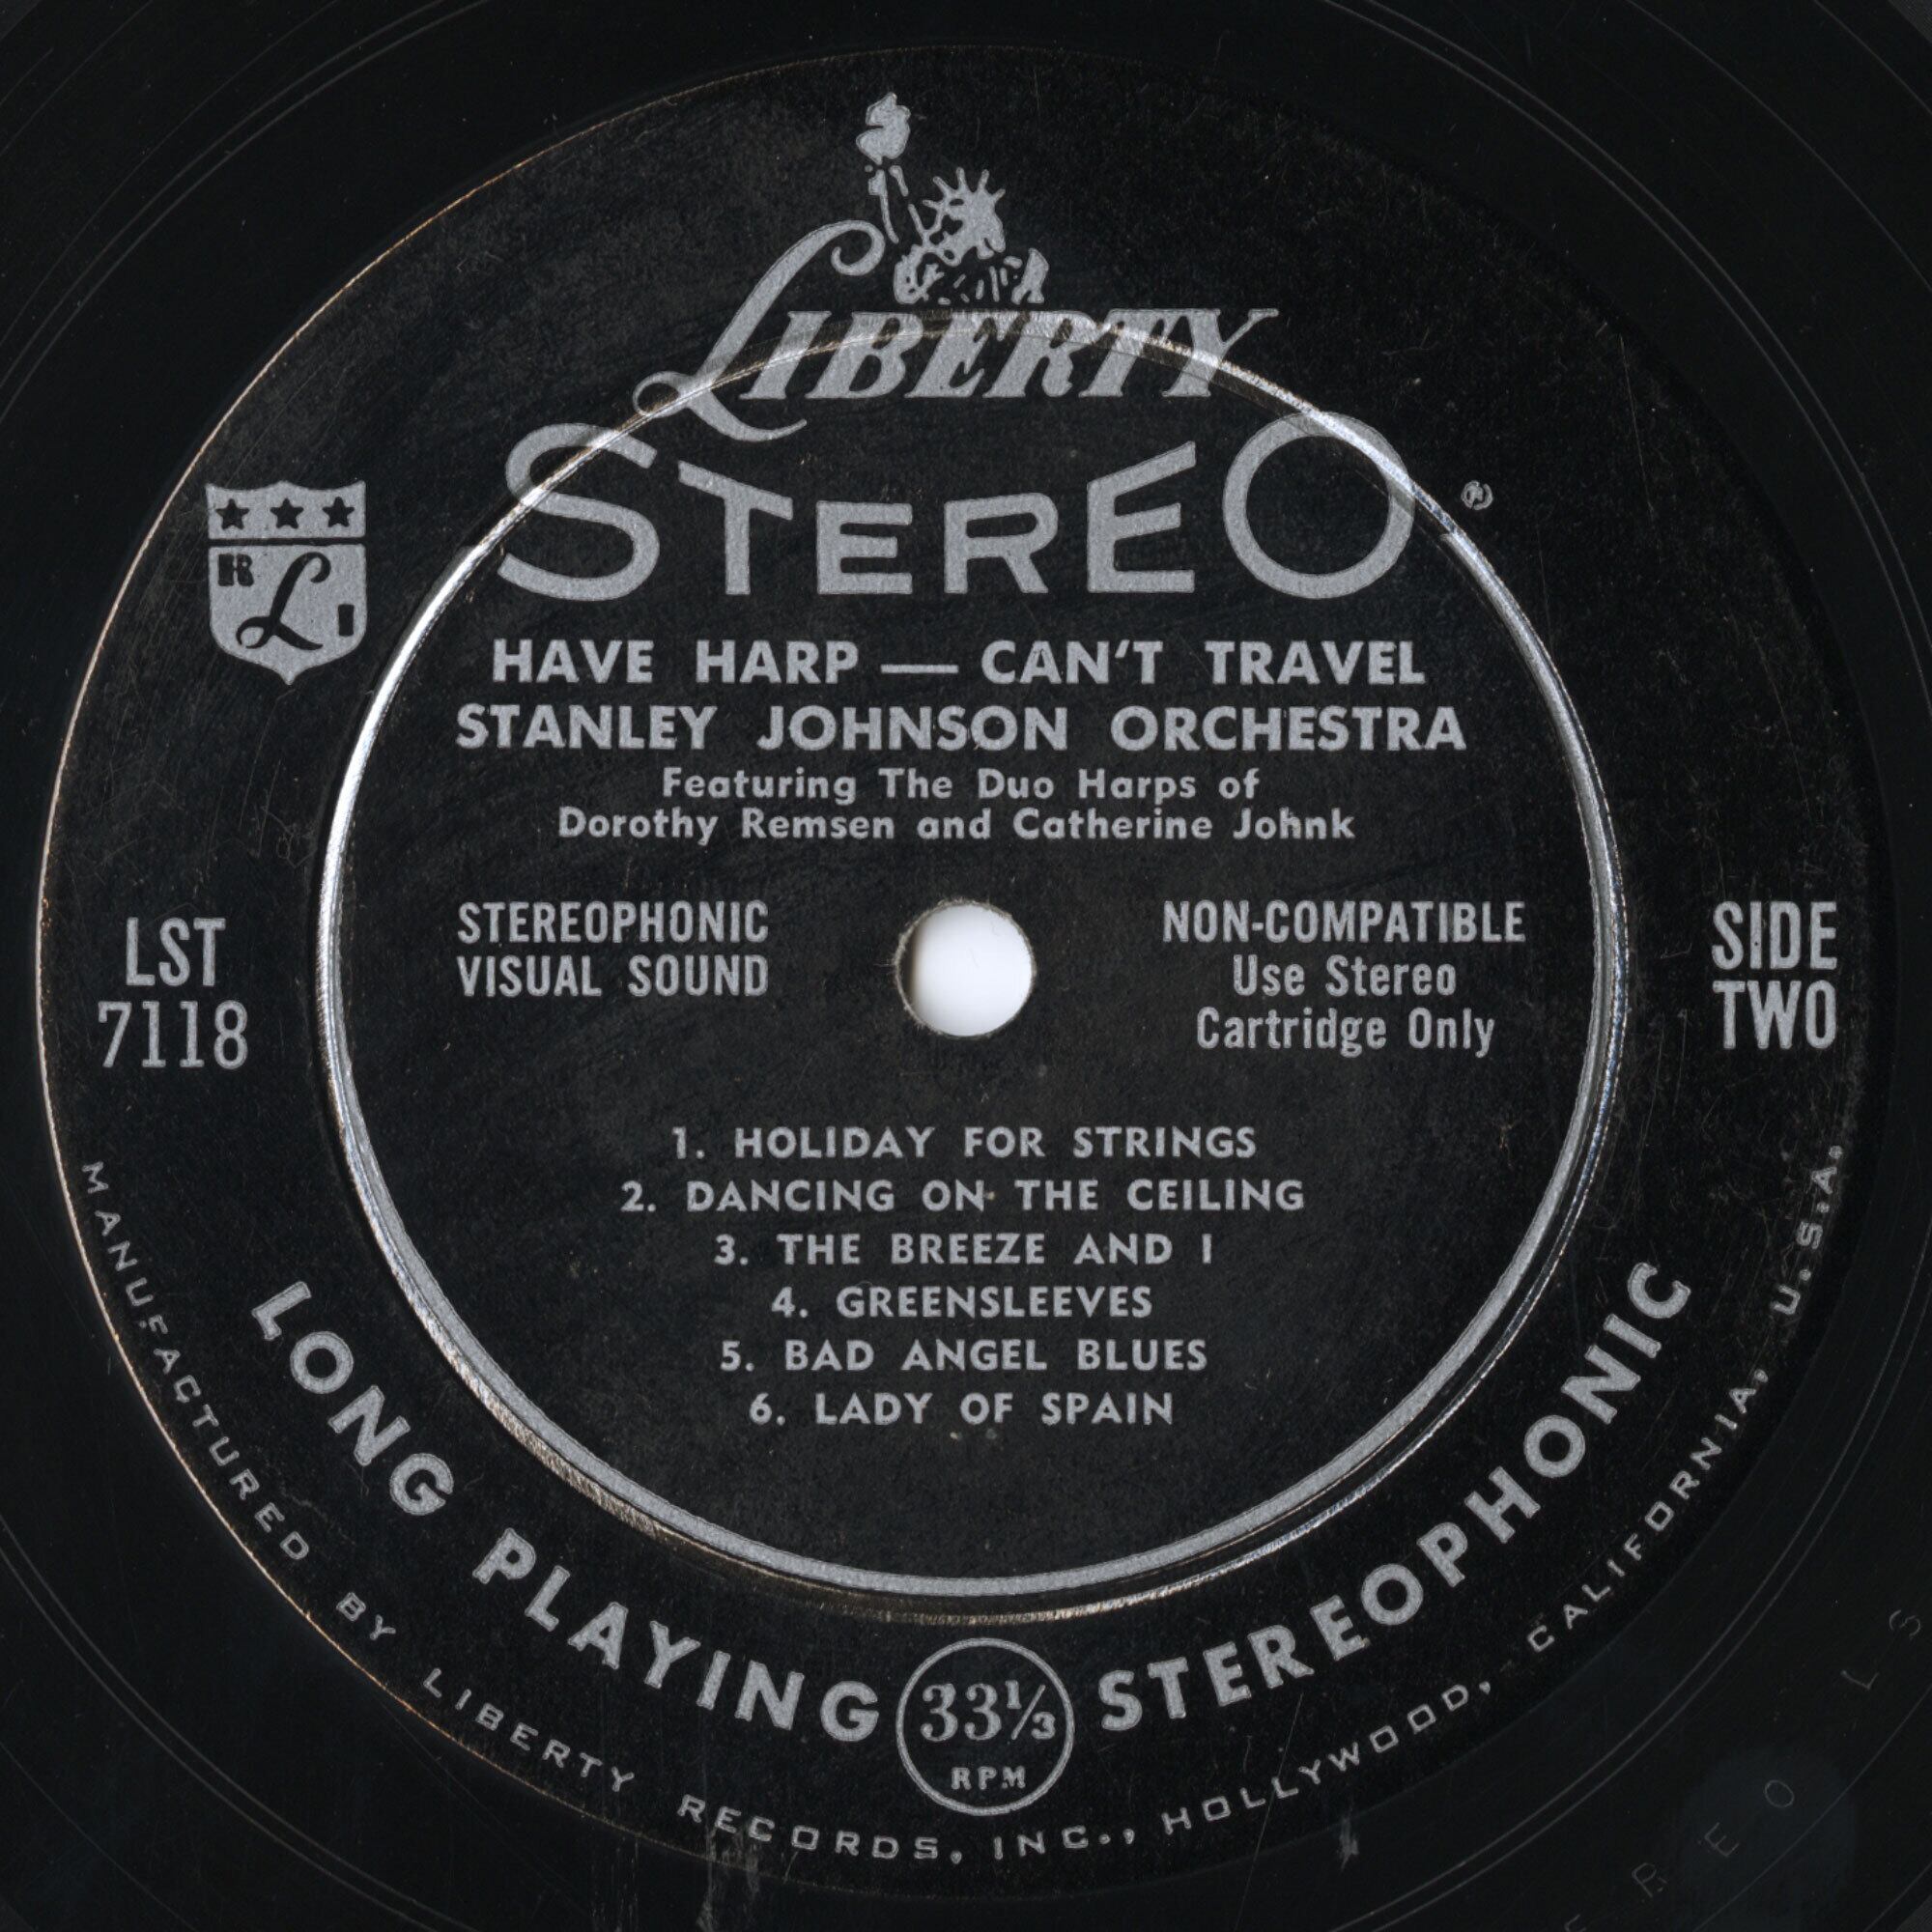 LIBERTY
STEREO®
R L I
HAVE HARP — CAN'T TRAVEL
STANLEY JOHNSON ORCHESTRA
Featuring The Duo Harps of
Dorothy Remsen and Catherine Johnk
LST
7118
STEREOPHONIC
VISUAL SOUND
NON-COMPATIBLE
Use Stereo
Cartridge Only
SIDE
TWO
1. HOLIDAY FOR STRINGS
2. DANCING ON THE CEILING
3. THE BREEZE AND I
4. GREENSLEEVES
5. BAD ANGEL BLUES
6. LADY OF SPAIN
LONG PLAYING 33⅓ RPM STEREOPHONIC
MANUFACTURED BY LIBERTY RECORDS, INC., HOLLYWOOD, CALIFORNIA, U.S.A.